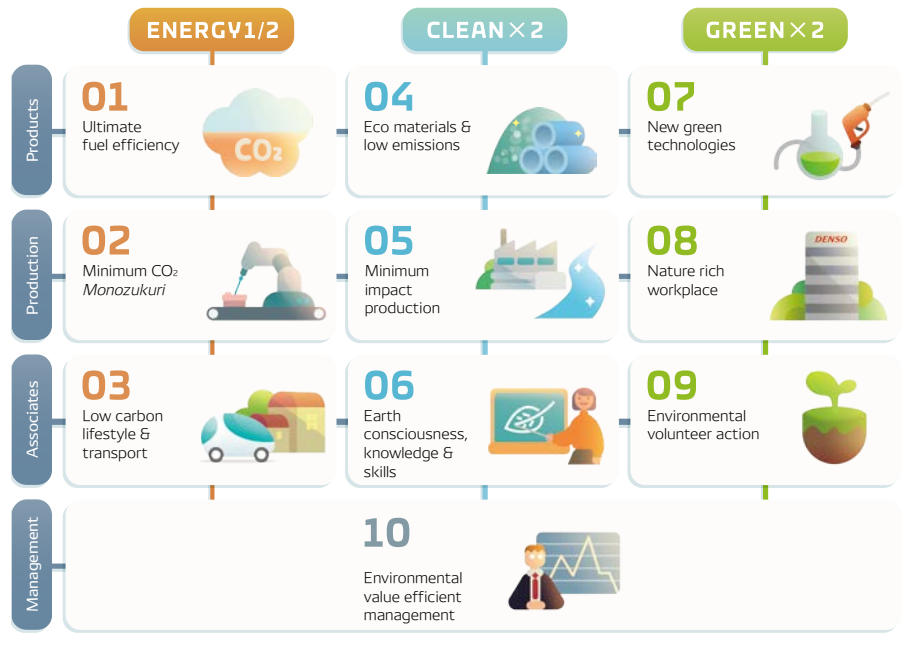 ENERGY1/2
CLEAN×2
GREEN×2
Products
01
Ultimate
fuel efficiency
CO₂
04
Eco materials &
low emissions
07
New green
technologies
Production
02
Minimum CO₂
Monozukuri
05
Minimum
impact
production
08
Nature rich
workplace
DENSO
Associates
03
Low carbon
lifestyle &
transport
06
Earth
consciousness,
knowledge &
skills
09
Environmental
volunteer action
Management
10
Environmental
value efficient
management